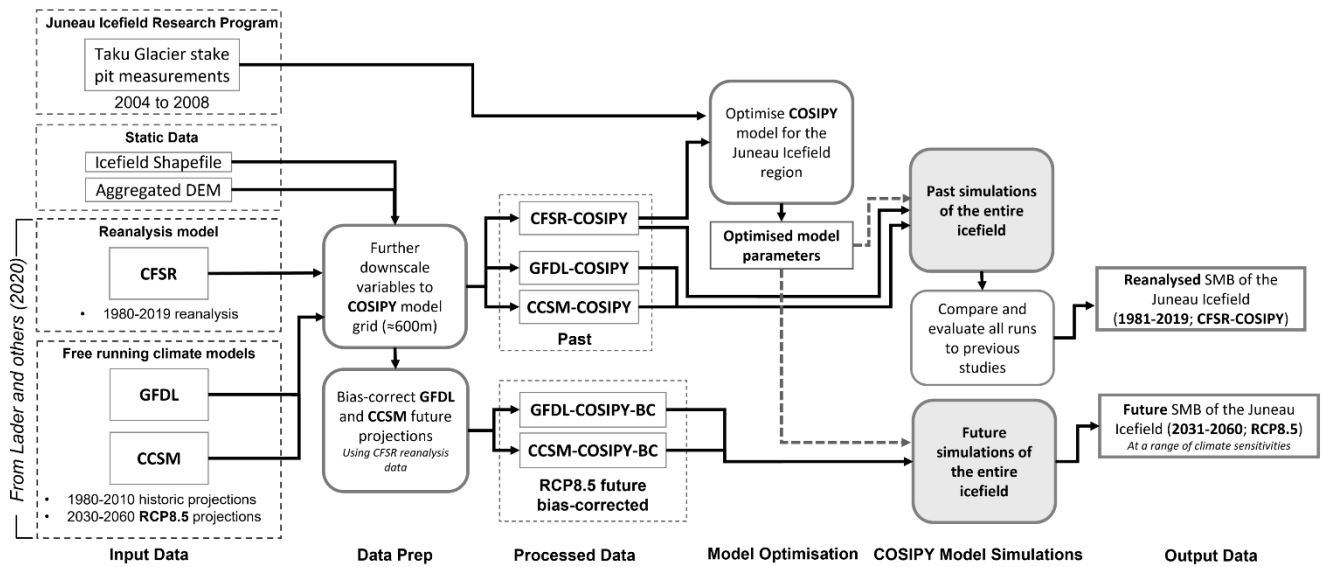 Juneau Icefield Research Program
Taku Glacier stake
pit measurements
2004 to 2008
Static Data
Icefield Shapefile
Aggregated DEM
From Lader and others (2020)
Reanalysis model
CFSR
• 1980-2019 reanalysis
Free running climate models
GFDL
CCSM
• 1980-2010 historic projections
• 2030-2060 RCP8.5 projections
Input Data
Further
downscale
variables to
COSIPY model
grid (≈600m)
Bias-correct GFDL
and CCSM future
projections
Using CFSR reanalysis
data
Data Prep
CFSR-COSIPY
GFDL-COSIPY
CCSM-COSIPY
Past
GFDL-COSIPY-BC
CCSM-COSIPY-BC
RCP8.5 future
bias-corrected
Processed Data
Optimise COSIPY
model for the
Juneau Icefield
region
Optimised model
parameters
Model Optimisation
Past simulations
of the entire
icefield
Compare and
evaluate all runs
to previous
studies
Future
simulations of
the entire
icefield
COSIPY Model Simulations
Reanalysed SMB of the
Juneau Icefield
(1981-2019; CFSR-COSIPY)
Future SMB of the Juneau
Icefield (2031-2060; RCP8.5)
At a range of climate sensitivities
Output Data